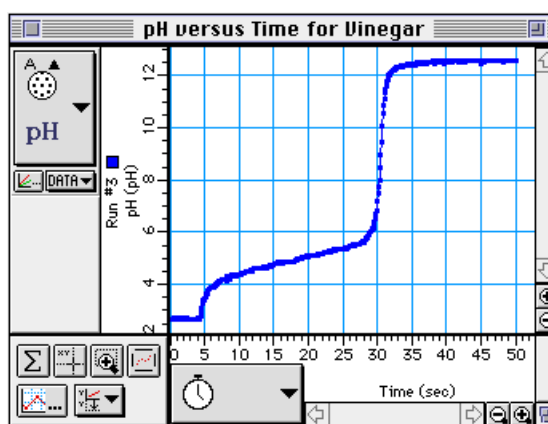 pH versus Time for Vinegar
A
pH
DATA
Run #3
pH (pH)
12
10
8
6
4
2
0 5 10 15 20 25 30 35 40 45 50
Time (sec)
Σ
XY